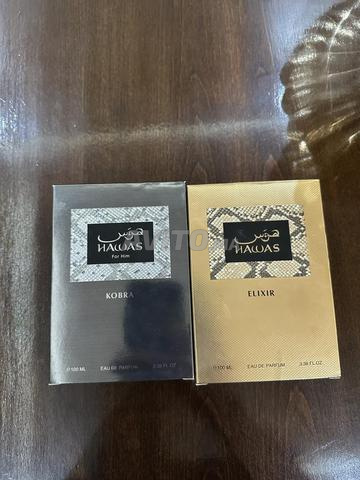 هوس
HAWAS
For Him
KOBRA
℮ 100 ML EAU DE PARFUM 3.38 FL.OZ
هوس
HAWAS
ELIXIR
℮ 100 ML EAU DE PARFUM 3.38 FL.OZ